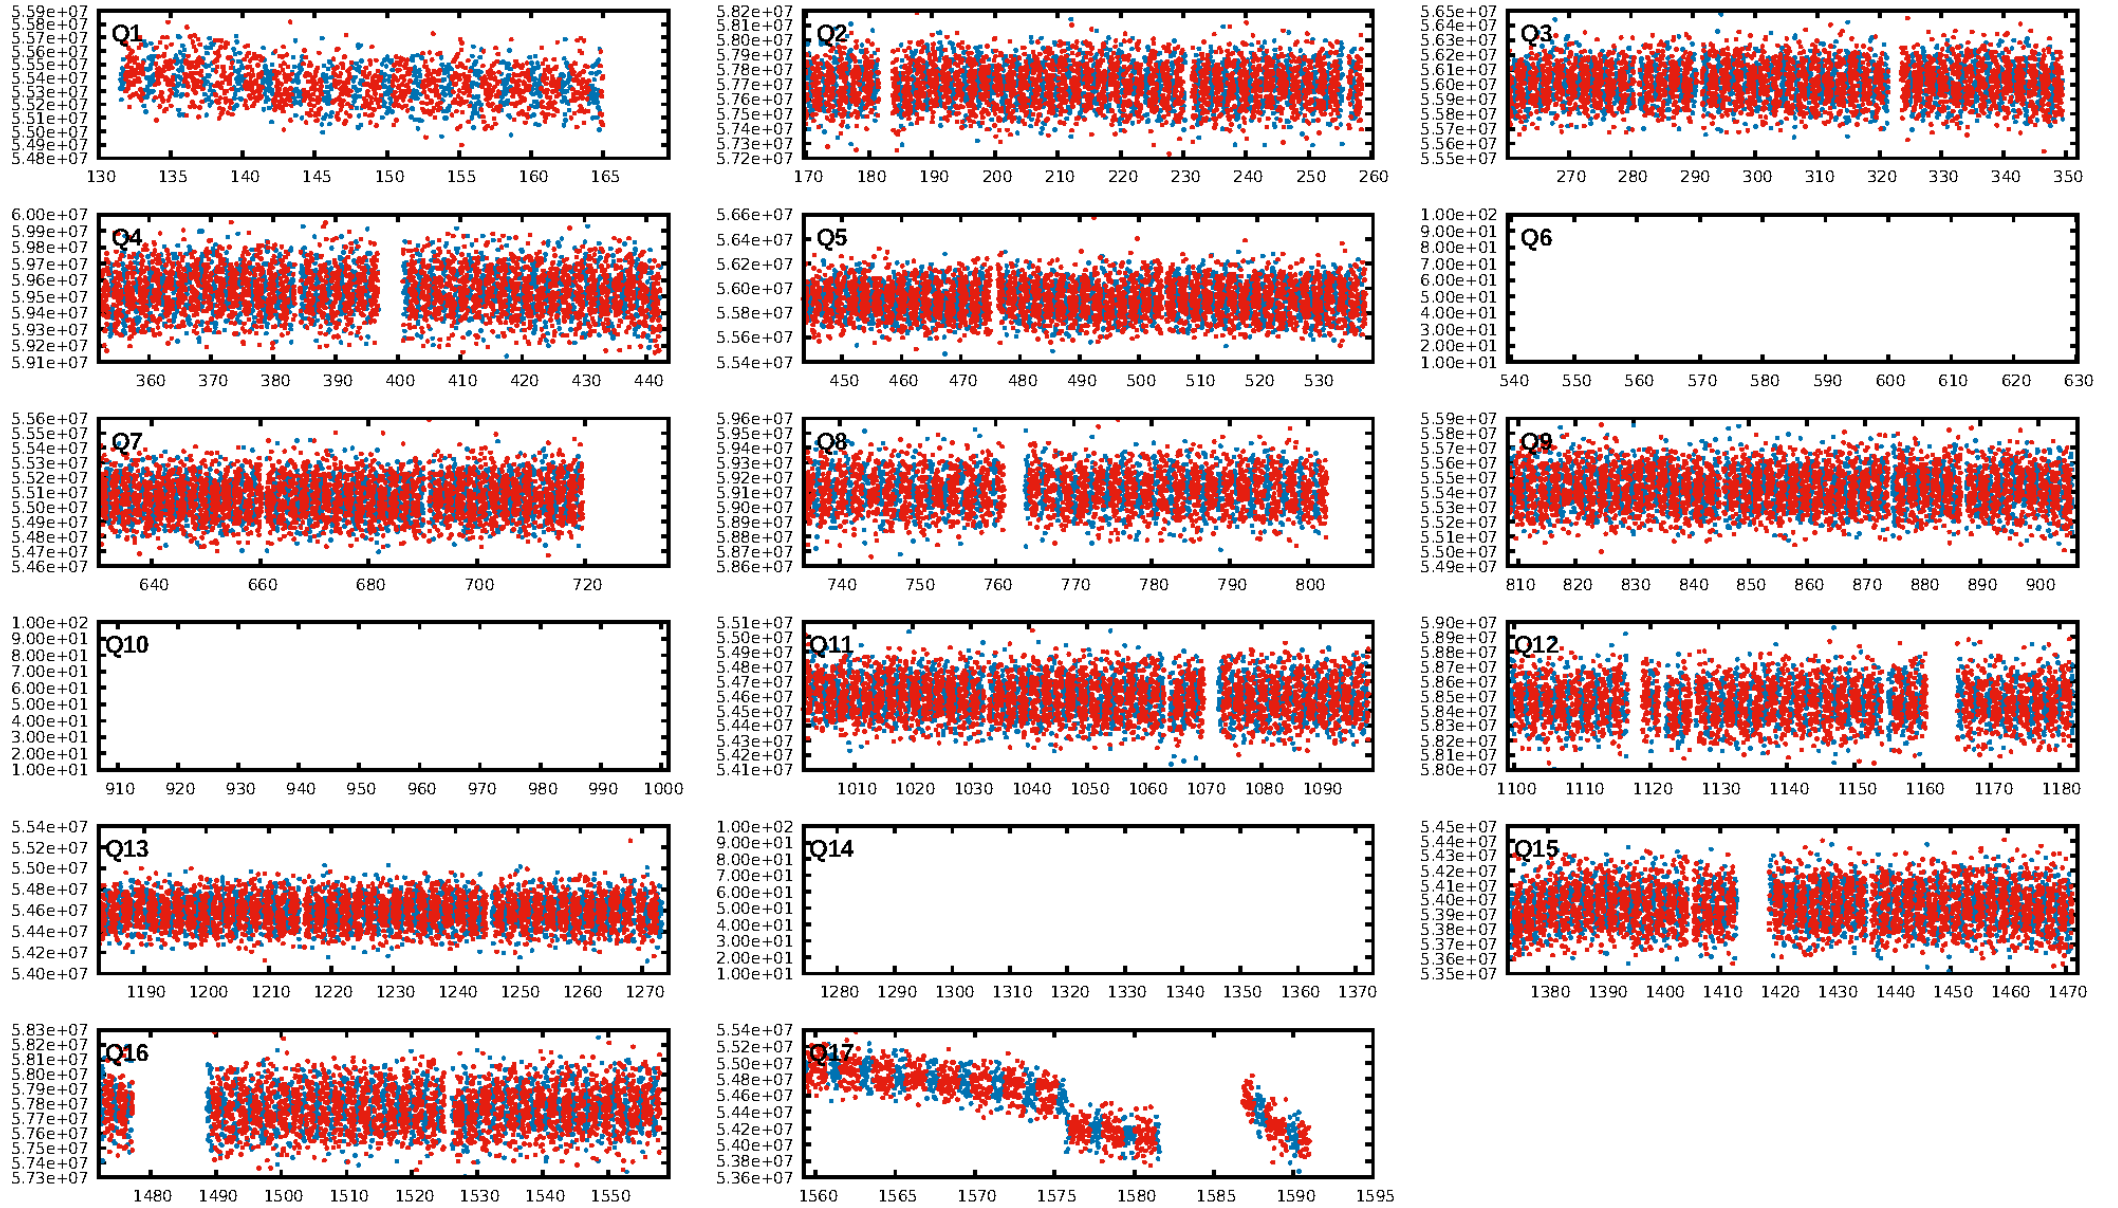 5.59e+07
5.58e+07
5.57e+07
5.56e+07
5.55e+07
5.54e+07
5.53e+07
5.52e+07
5.51e+07
5.50e+07
5.49e+07
5.48e+07
Q1
130 135 140 145 150 155 160 165
5.82e+07
5.81e+07
5.80e+07
5.79e+07
5.78e+07
5.77e+07
5.76e+07
5.75e+07
5.74e+07
5.73e+07
5.72e+07
Q2
170 180 190 200 210 220 230 240 250 260
5.65e+07
5.64e+07
5.63e+07
5.62e+07
5.61e+07
5.60e+07
5.59e+07
5.58e+07
5.57e+07
5.56e+07
5.55e+07
Q3
270 280 290 300 310 320 330 340 350
6.00e+07
5.99e+07
5.98e+07
5.97e+07
5.96e+07
5.95e+07
5.94e+07
5.93e+07
5.92e+07
5.91e+07
Q4
360 370 380 390 400 410 420 430 440
5.66e+07
5.64e+07
5.62e+07
5.60e+07
5.58e+07
5.56e+07
5.54e+07
Q5
450 460 470 480 490 500 510 520 530
1.00e+02
9.00e+01
8.00e+01
7.00e+01
6.00e+01
5.00e+01
4.00e+01
3.00e+01
2.00e+01
1.00e+01
Q6
540 550 560 570 580 590 600 610 620 630
5.56e+07
5.55e+07
5.54e+07
5.53e+07
5.52e+07
5.51e+07
5.50e+07
5.49e+07
5.48e+07
5.47e+07
5.46e+07
Q7
640 660 680 700 720
5.96e+07
5.95e+07
5.94e+07
5.93e+07
5.92e+07
5.91e+07
5.90e+07
5.89e+07
5.88e+07
5.87e+07
5.86e+07
Q8
740 750 760 770 780 790 800
5.59e+07
5.58e+07
5.57e+07
5.56e+07
5.55e+07
5.54e+07
5.53e+07
5.52e+07
5.51e+07
5.50e+07
5.49e+07
Q9
810 820 830 840 850 860 870 880 890 900
1.00e+02
9.00e+01
8.00e+01
7.00e+01
6.00e+01
5.00e+01
4.00e+01
3.00e+01
2.00e+01
1.00e+01
Q10
910 920 930 940 950 960 970 980 990 1000
5.51e+07
5.50e+07
5.49e+07
5.48e+07
5.47e+07
5.46e+07
5.45e+07
5.44e+07
5.43e+07
5.42e+07
5.41e+07
Q11
1010 1020 1030 1040 1050 1060 1070 1080 1090
5.90e+07
5.89e+07
5.88e+07
5.87e+07
5.86e+07
5.85e+07
5.84e+07
5.83e+07
5.82e+07
5.81e+07
5.80e+07
Q12
1100 1110 1120 1130 1140 1150 1160 1170 1180
5.54e+07
5.52e+07
5.50e+07
5.48e+07
5.46e+07
5.44e+07
5.42e+07
5.40e+07
Q13
1190 1200 1210 1220 1230 1240 1250 1260 1270
1.00e+02
9.00e+01
8.00e+01
7.00e+01
6.00e+01
5.00e+01
4.00e+01
3.00e+01
2.00e+01
1.00e+01
Q14
1280 1290 1300 1310 1320 1330 1340 1350 1360 1370
5.45e+07
5.44e+07
5.43e+07
5.42e+07
5.41e+07
5.40e+07
5.39e+07
5.38e+07
5.37e+07
5.36e+07
5.35e+07
Q15
1380 1390 1400 1410 1420 1430 1440 1450 1460 1470
5.83e+07
5.82e+07
5.81e+07
5.80e+07
5.79e+07
5.78e+07
5.77e+07
5.76e+07
5.75e+07
5.74e+07
5.73e+07
Q16
1480 1490 1500 1510 1520 1530 1540 1550
5.54e+07
5.52e+07
5.50e+07
5.48e+07
5.46e+07
5.44e+07
5.42e+07
5.40e+07
5.38e+07
5.36e+07
Q17
1560 1565 1570 1575 1580 1585 1590 1595